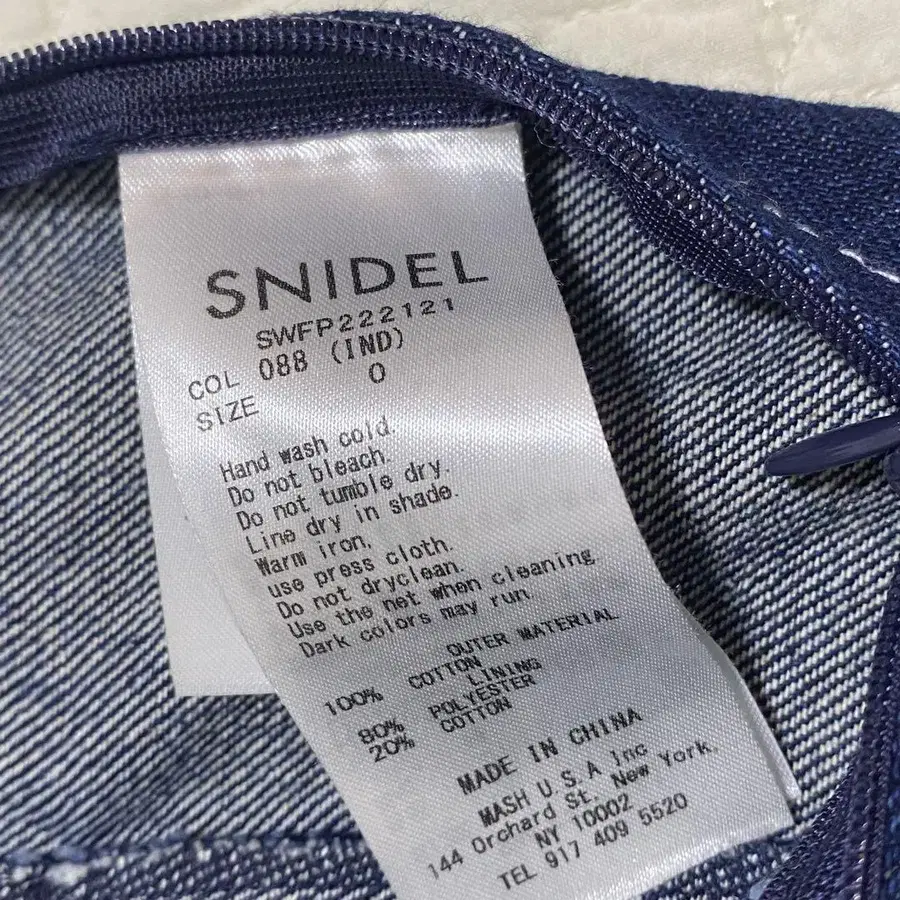 SNIDEL
SWFP222121
COL 088 (IND)
SIZE 0
Hand wash cold.
Do not bleach.
Do not tumble dry.
Line dry in shade.
Warm iron,
use press cloth.
Do not dryclean.
Use the net when cleaning
Dark colors may run.
OUTER MATERIAL
100% COTTON
LINING
80% POLYESTER
20% COTTON
MADE IN CHINA
MASH U.S.A Inc
144 Orchard St. New York.
NY 10002
TEL 917 409 5520